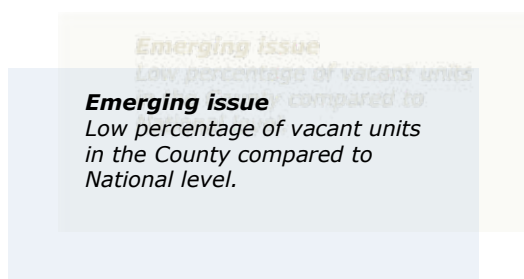 Emerging issue
Low percentage of vacant units
in the County compared to
National level.